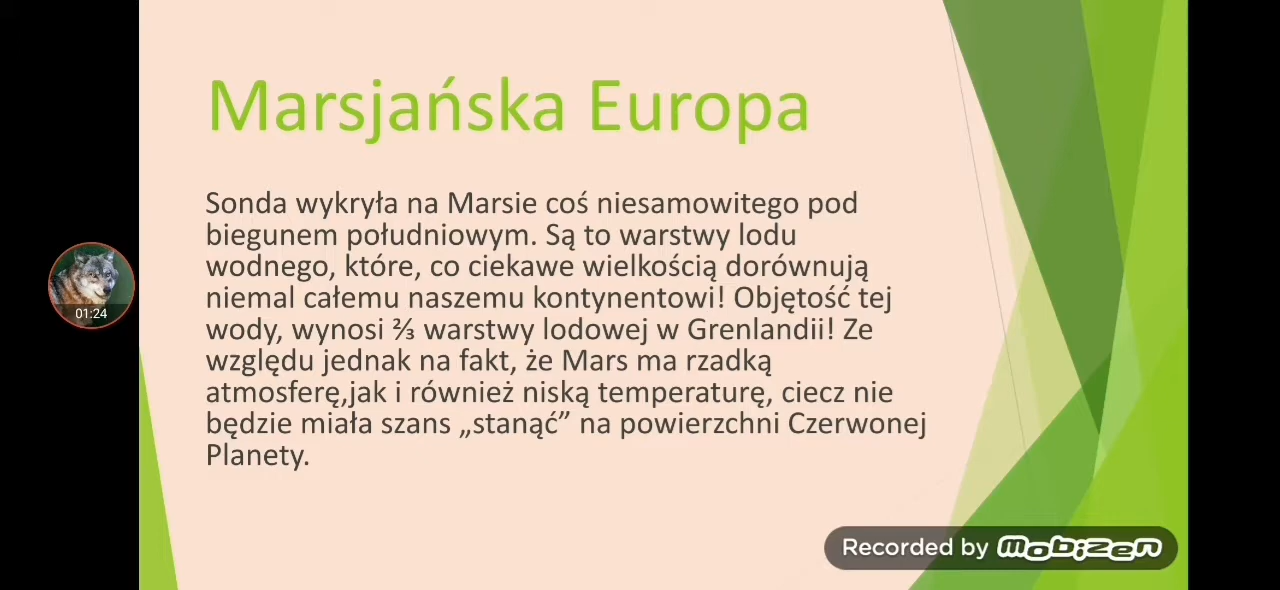 Marsjańska Europa
Sonda wykryła na Marsie coś niesamowitego pod
biegunem południowym. Są to warstwy lodu
wodnego, które, co ciekawe wielkością dorównują
niemal całemu naszemu kontynentowi! Objętość tej
wody, wynosi ⅔ warstwy lodowej w Grenlandii! Ze
względu jednak na fakt, że Mars ma rzadką
atmosferę,jak i również niską temperaturę, ciecz nie
będzie miała szans „stanąć” na powierzchni Czerwonej
Planety.
01:24
Recorded by mobizen